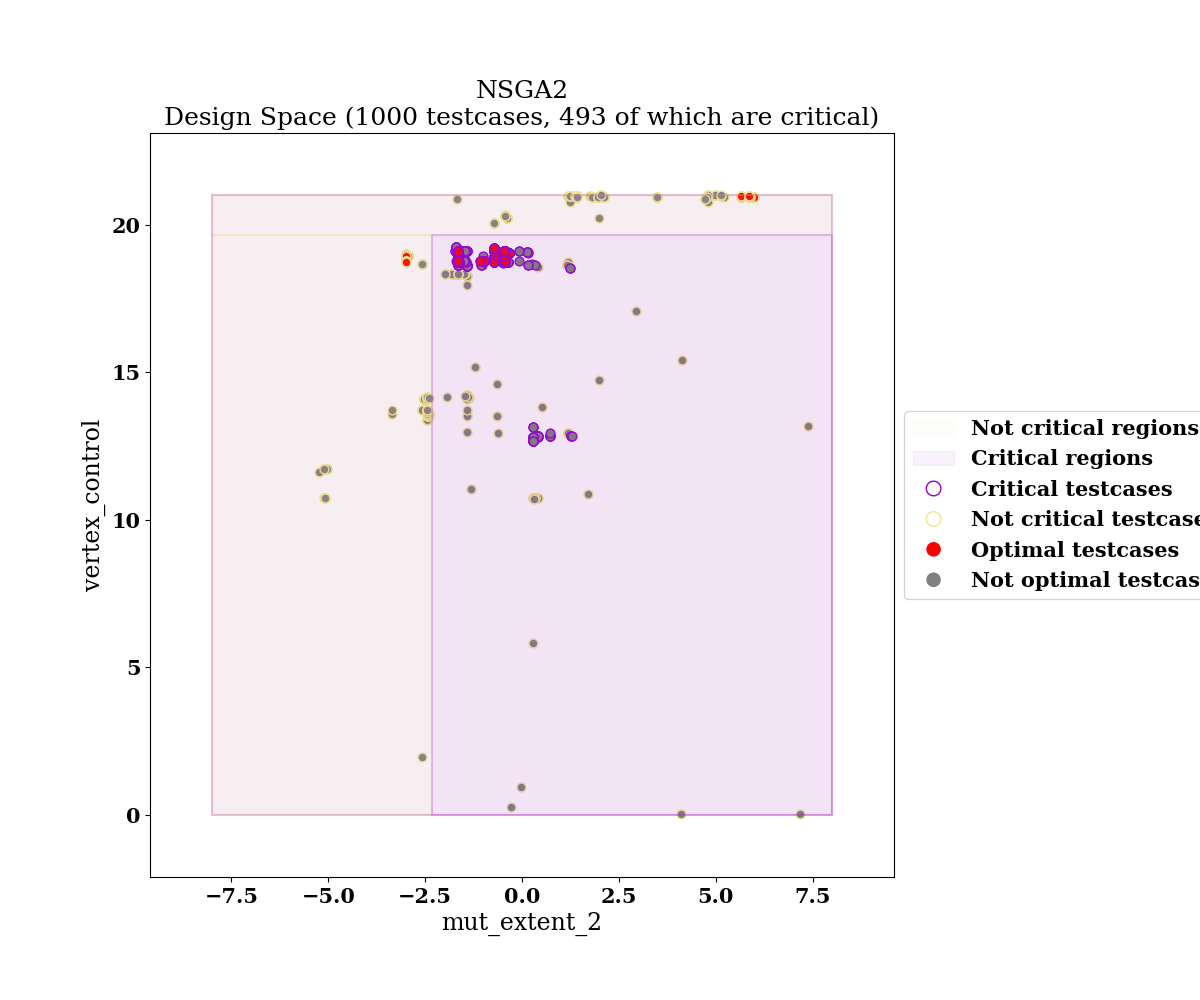 NSGA2
Design Space (1000 testcases, 493 of which are critical)
20
15
10
5
0
vertex_control
−7.5
−5.0
−2.5
0.0
2.5
5.0
7.5
mut_extent_2
Not critical regions
Critical regions
Critical testcases
Not critical testcase
Optimal testcases
Not optimal testcas